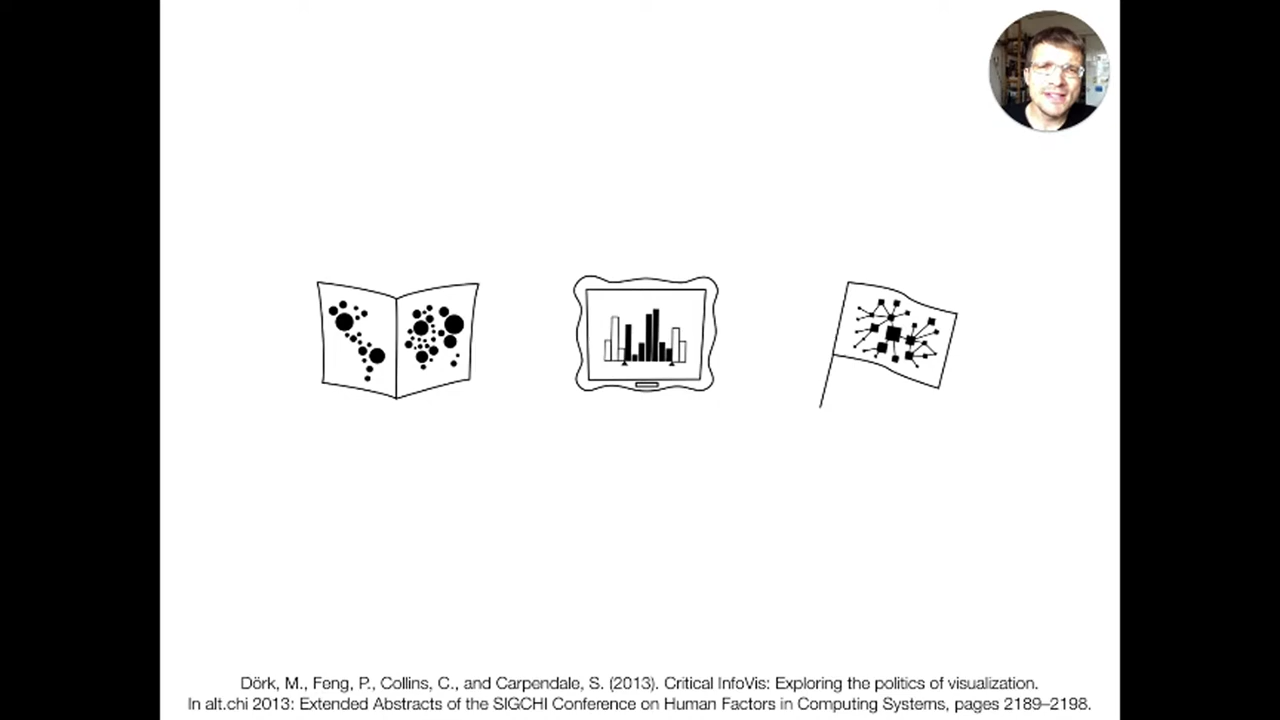 Dörk, M., Feng, P., Collins, C., and Carpendale, S. (2013). Critical InfoVis: Exploring the politics of visualization.
In alt.chi 2013: Extended Abstracts of the SIGCHI Conference on Human Factors in Computing Systems, pages 2189–2198.